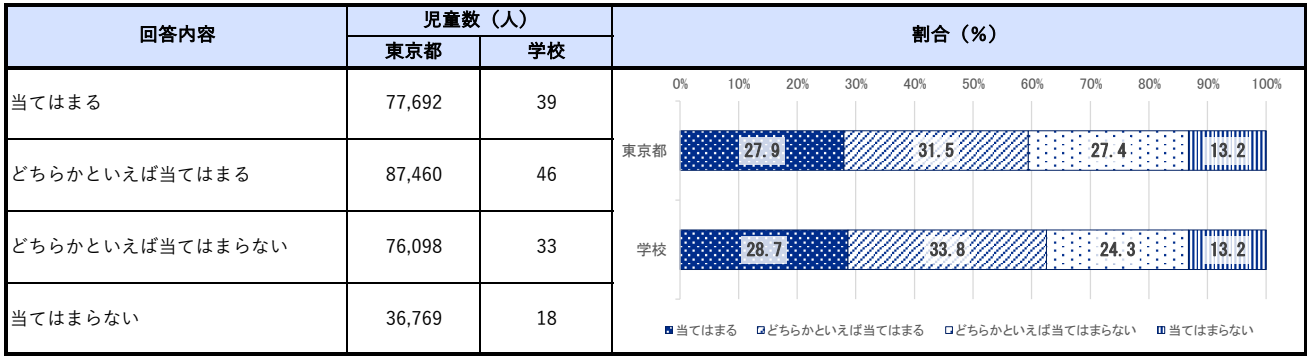 回答内容 児童数（人） 割合（％）
東京都 学校
0% 10% 20% 30% 40% 50% 60% 70% 80% 90% 100%
当てはまる 77,692 39
東京都 27.9 31.5 27.4 13.2
どちらかといえば当てはまる 87,460 46
どちらかといえば当てはまらない 76,098 33
学校 28.7 33.8 24.3 13.2
当てはまらない 36,769 18
当てはまる どちらかといえば当てはまる どちらかといえば当てはまらない 当てはまらない